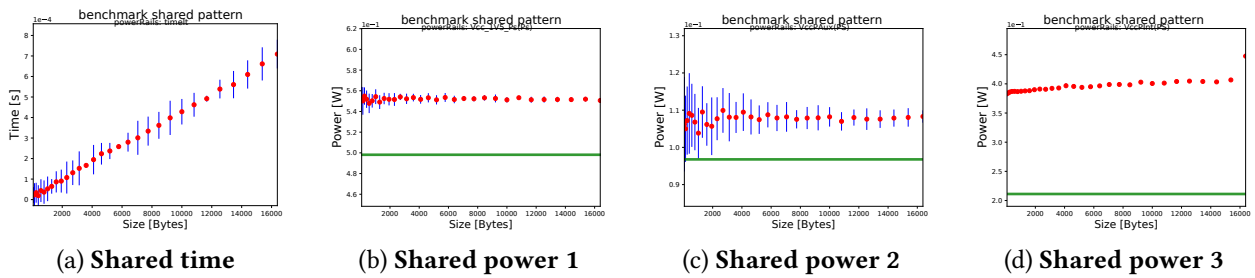 benchmark shared pattern
powerRails: timeIt
1e−4
8
7
6
5
4
3
2
1
0
Time [s]
2000 4000 6000 8000 10000 12000 14000 16000
Size [Bytes]
(a) Shared time
benchmark shared pattern
powerRails: Vcc_1V5_Ps(Ps)
1e−1
6.2
6.0
5.8
5.6
5.4
5.2
5.0
4.8
4.6
Power [W]
2000 4000 6000 8000 10000 12000 14000 16000
Size [Bytes]
(b) Shared power 1
benchmark shared pattern
powerRails: VccPAux(PS)
1e−1
1.3
1.2
1.1
1.0
0.9
Power [W]
2000 4000 6000 8000 10000 12000 14000 16000
Size [Bytes]
(c) Shared power 2
benchmark shared pattern
powerRails: VccPInt(PS)
1e−1
4.5
4.0
3.5
3.0
2.5
2.0
Power [W]
2000 4000 6000 8000 10000 12000 14000 16000
Size [Bytes]
(d) Shared power 3